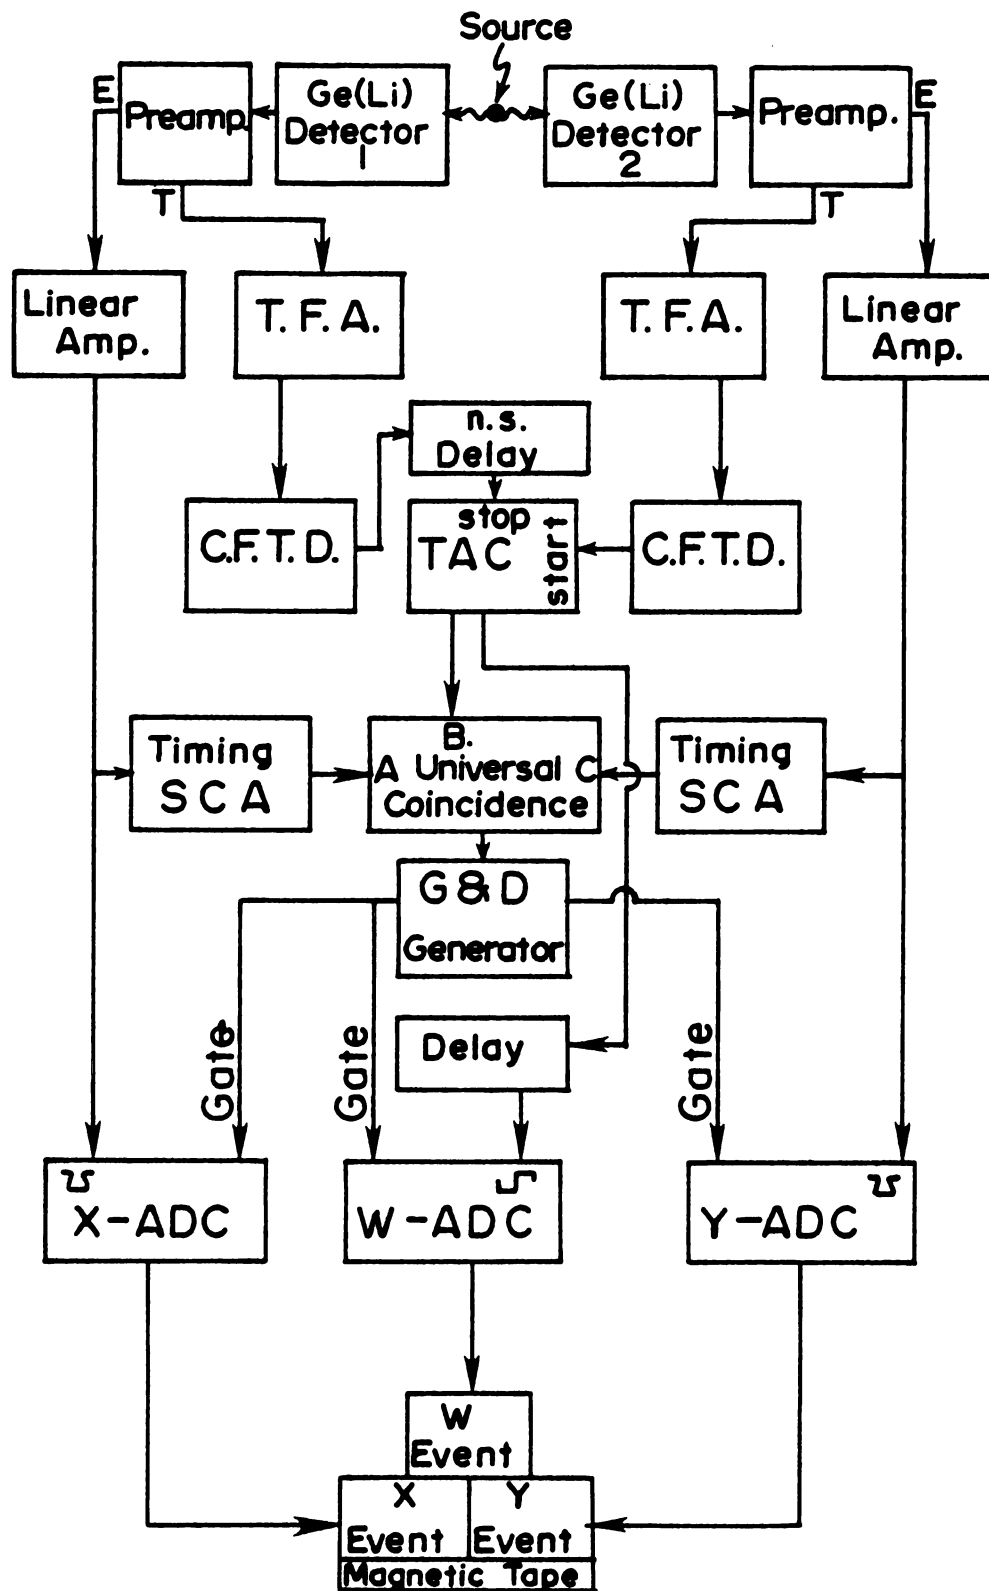 Source
E
Preamp.
Ge(Li)
Detector
1
Ge(Li)
Detector
2
Preamp.
E
T
T
Linear
Amp.
T. F. A.
T. F. A.
Linear
Amp.
n.s.
Delay
C.F.T.D.
stop
TAC
start
C.F.T.D.
Timing
SCA
B.
A Universal C
Coincidence
Timing
SCA
G & D
Generator
Delay
Gate
Gate
Gate
X-ADC
W-ADC
Y-ADC
W
Event
X
Event
Y
Event
Magnetic Tape